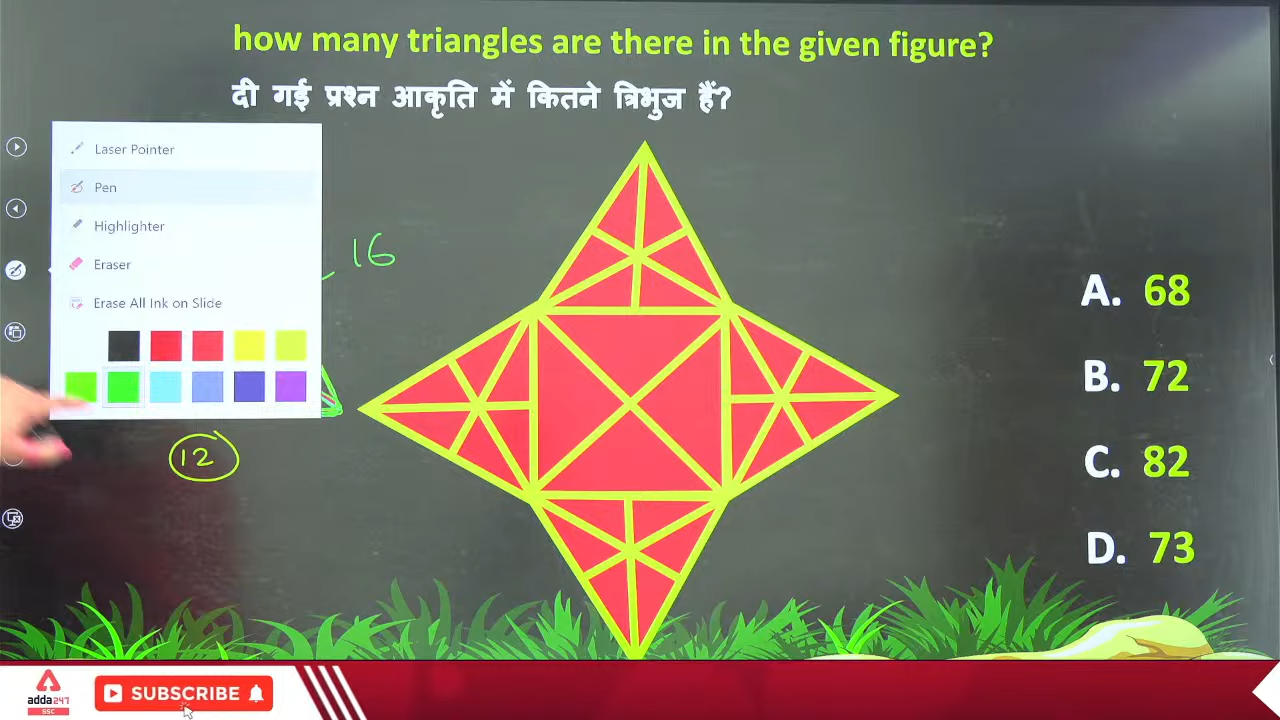 how many triangles are there in the given figure?
दी गई प्रश्न आकृति में कितने त्रिभुज हैं?
Laser Pointer
Pen
Highlighter
Eraser
Erase All Ink on Slide
16
12
A. 68
B. 72
C. 82
D. 73
adda247
SSC
SUBSCRIBE